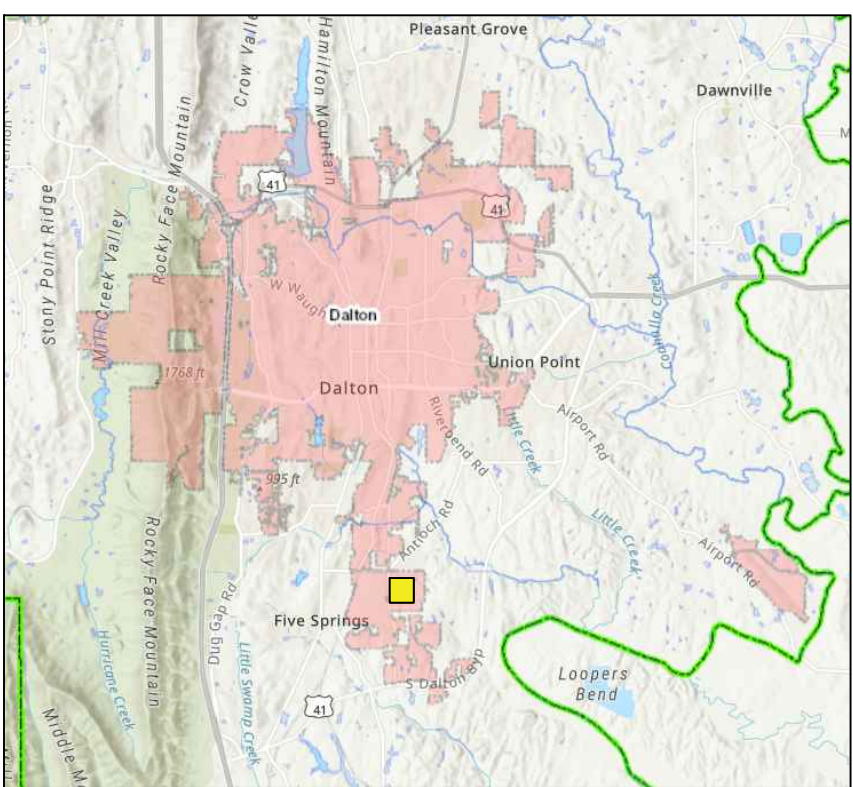 Pleasant Grove
Crow Valle
Hamilton Mountain
Dawnville
41
41
Rocky Face Mountain
Stony Point Ridge
Mill Creek Valley
W Waugh
Dalton
Coahulla Creek
Union Point
1768 ft
Dalton
Riverbend Rd
Airport Rd
Little Creek
995 ft
Antioch Rd
Little Creek
Airport Rd
Rocky Face Mountain
Dug Gap Rd
Five Springs
Hurricane Creek
Little Swamp Creek
S Dalton Byp
Loopers
Bend
41
Middle M